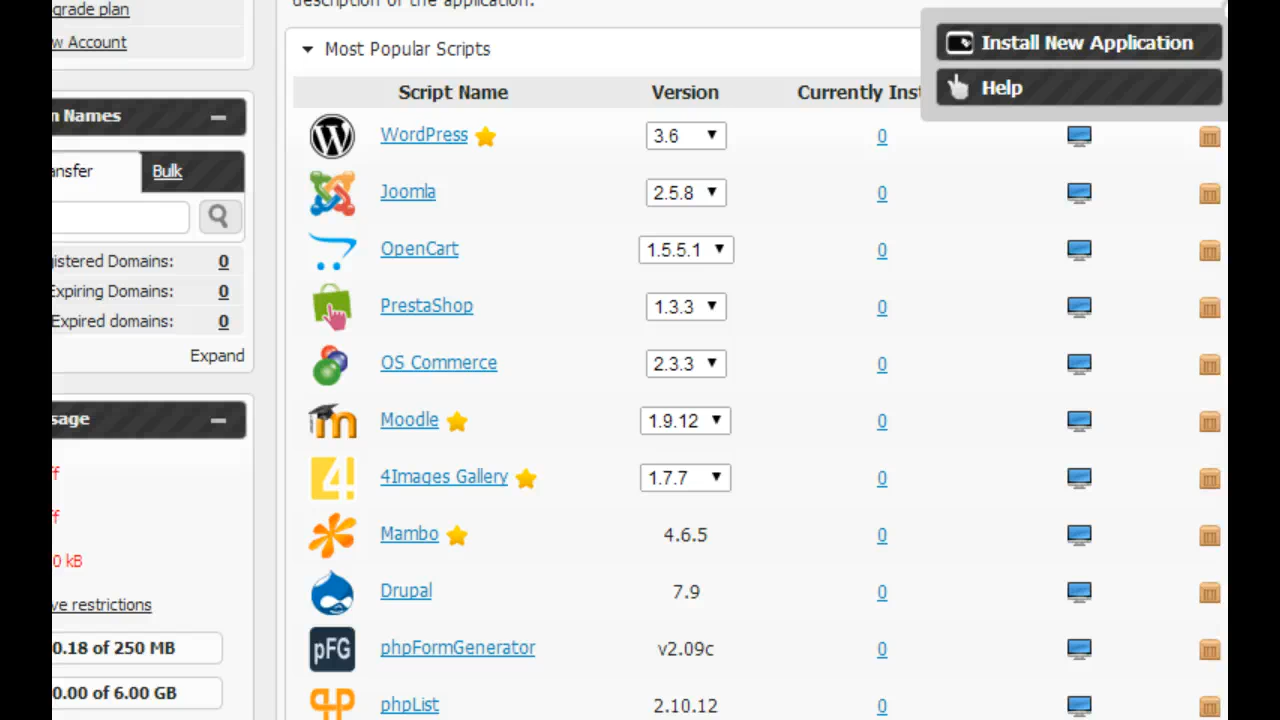 grade plan
w Account
n Names
ansfer
Bulk
istered Domains: 0
Expiring Domains: 0
Expired domains: 0
Expand
sage
ff
ff
0 kB
ve restrictions
0.18 of 250 MB
0.00 of 6.00 GB
description of the application.
Most Popular Scripts
Install New Application
Help
Script Name Version Currently Inst
WordPress 3.6 0
Joomla 2.5.8 0
OpenCart 1.5.5.1 0
PrestaShop 1.3.3 0
OS Commerce 2.3.3 0
Moodle 1.9.12 0
4! 4Images Gallery 1.7.7 0
Mambo 4.6.5 0
Drupal 7.9 0
pFG phpFormGenerator v2.09c 0
phpList 2.10.12 0